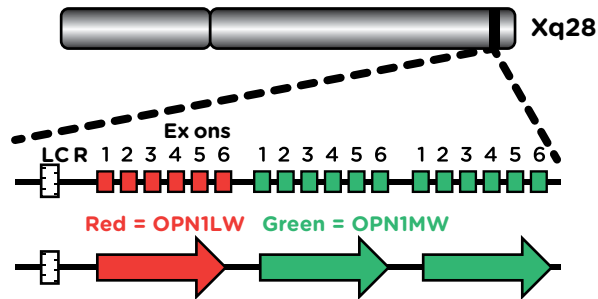 Xq28
Ex ons
LC R 1 2 3 4 5 6 1 2 3 4 5 6 1 2 3 4 5 6
Red = OPN1LW Green = OPN1MW